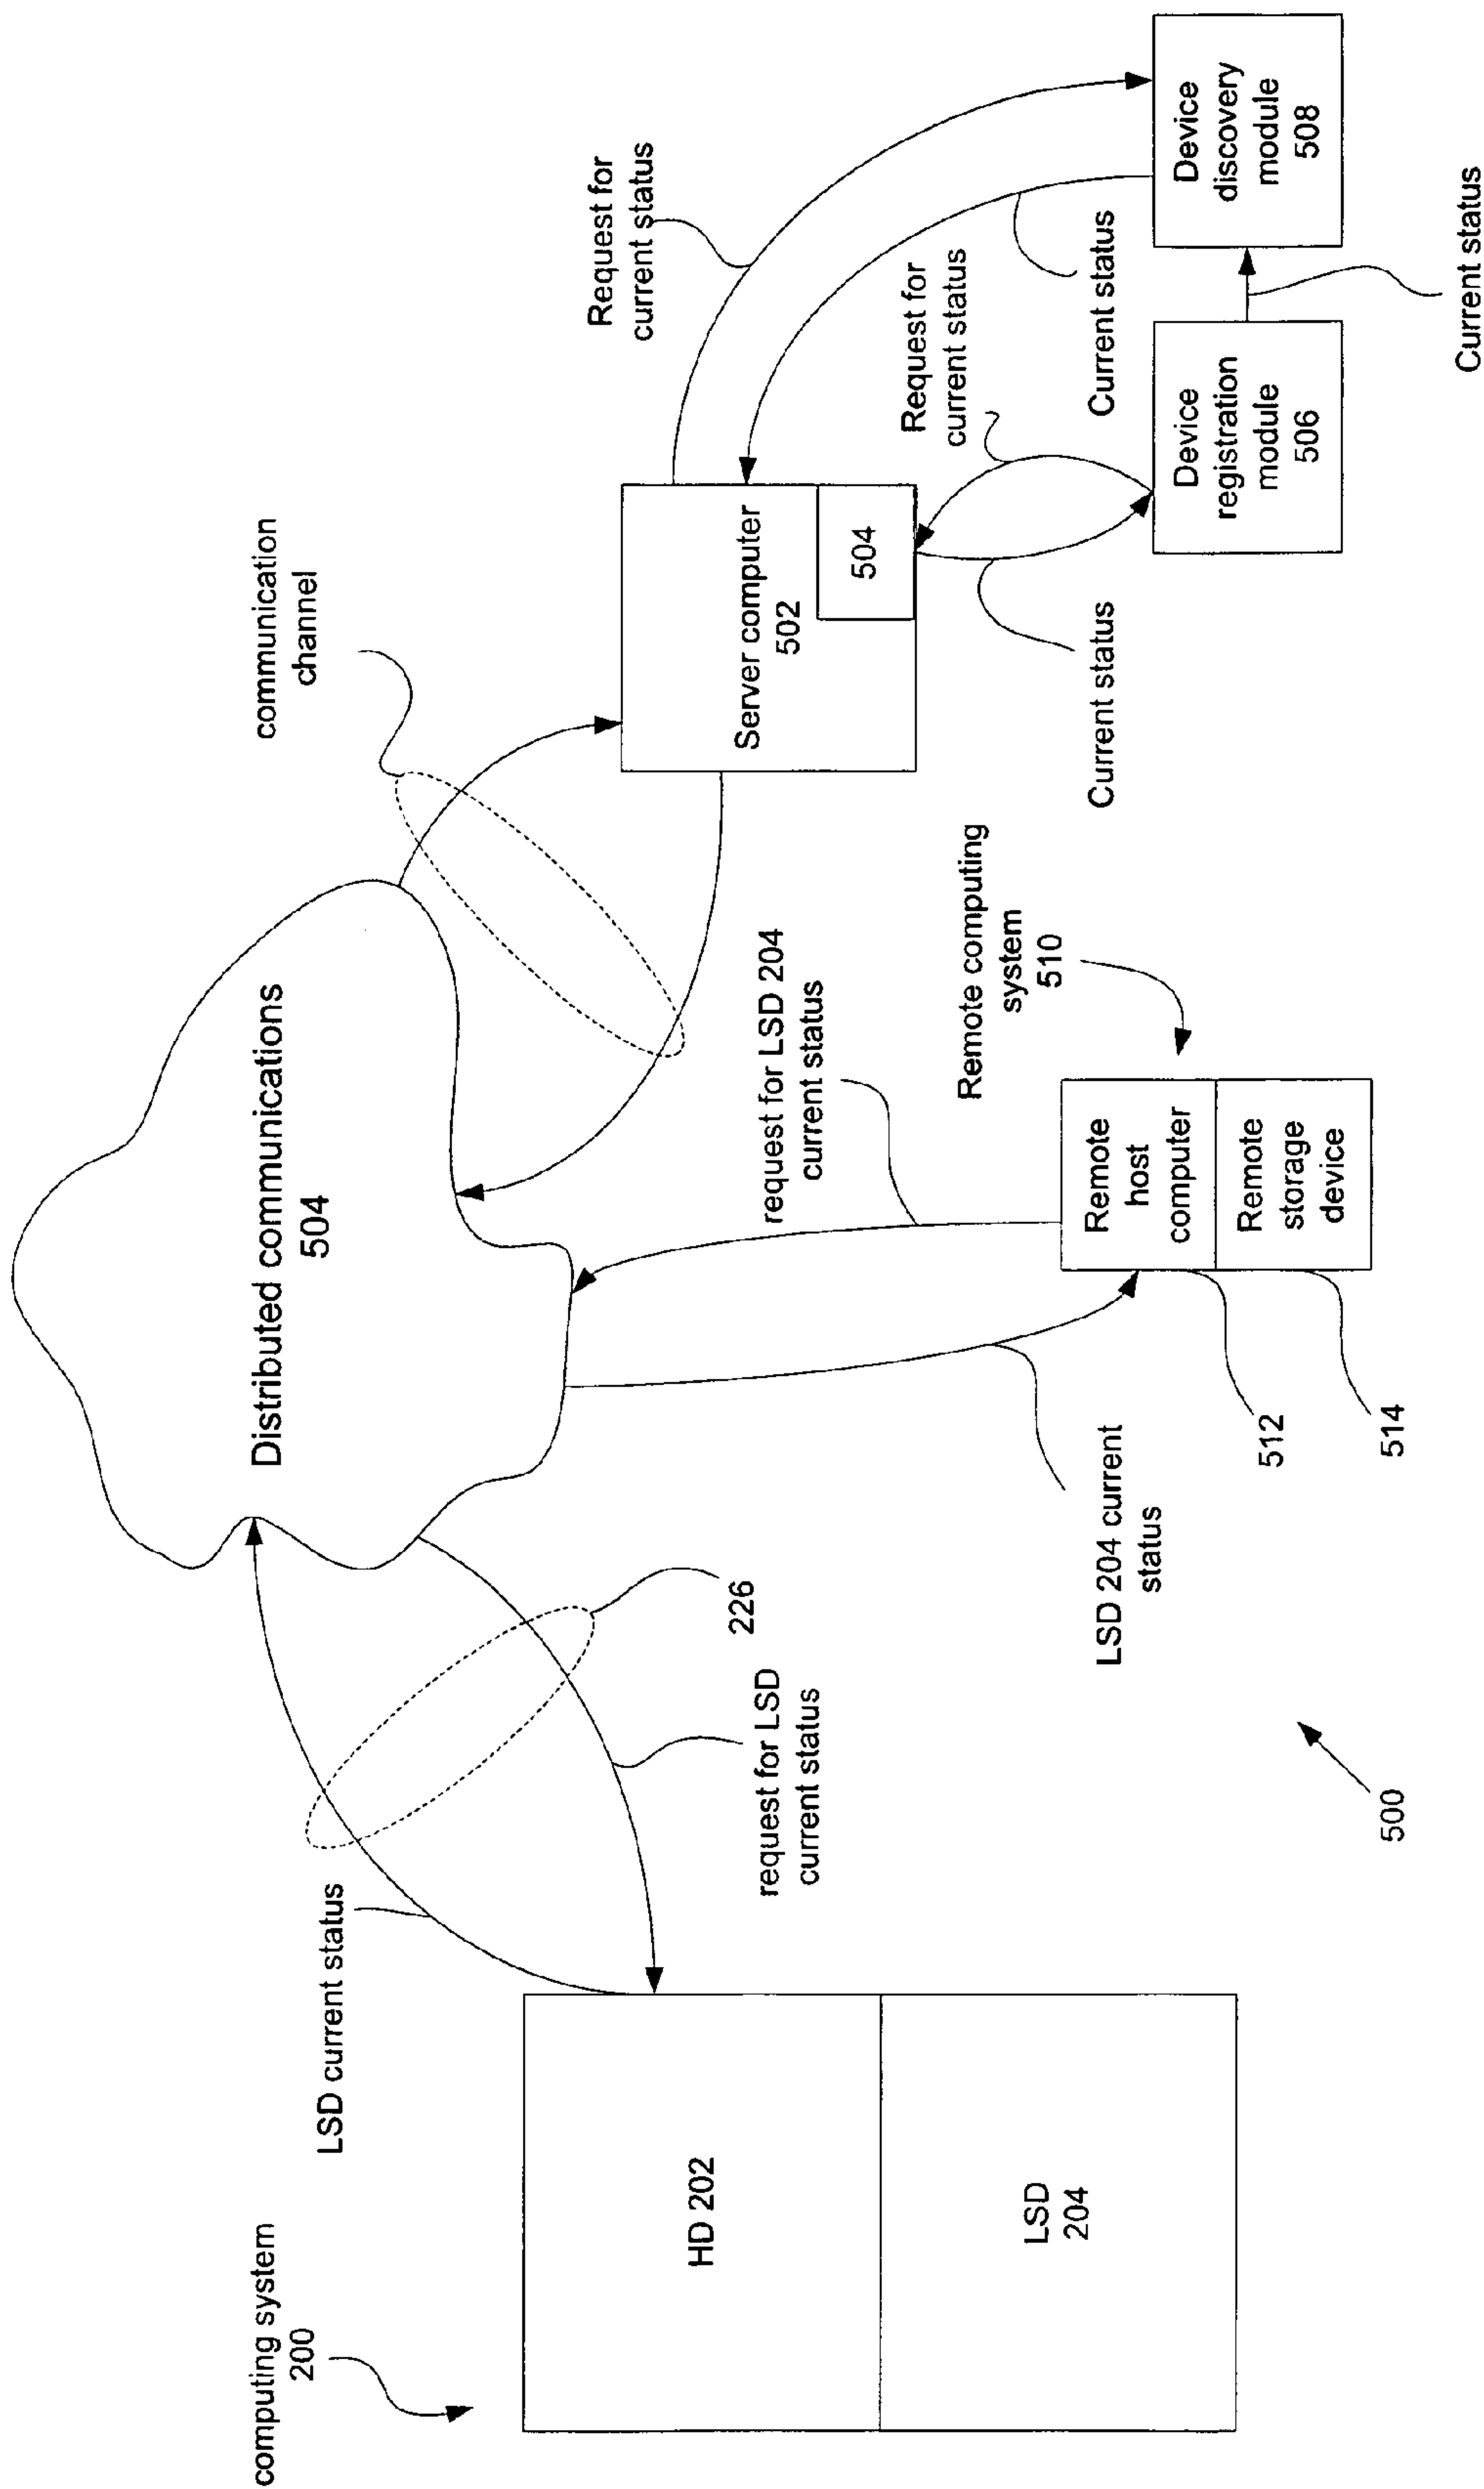 computing system
200
LSD current status
Distributed communications
504
communication
channel
226
request for LSD
current status
HD 202
LSD
204
request for LSD 204
current status
LSD 204 current
status
Remote computing
system
510
Remote
host
computer
Remote
storage
device
512
514
500
Server computer
502
504
Request for
current status
Request for
current status
Current status
Current status
Device
registration
module
506
Device
discovery
module
508
Current status